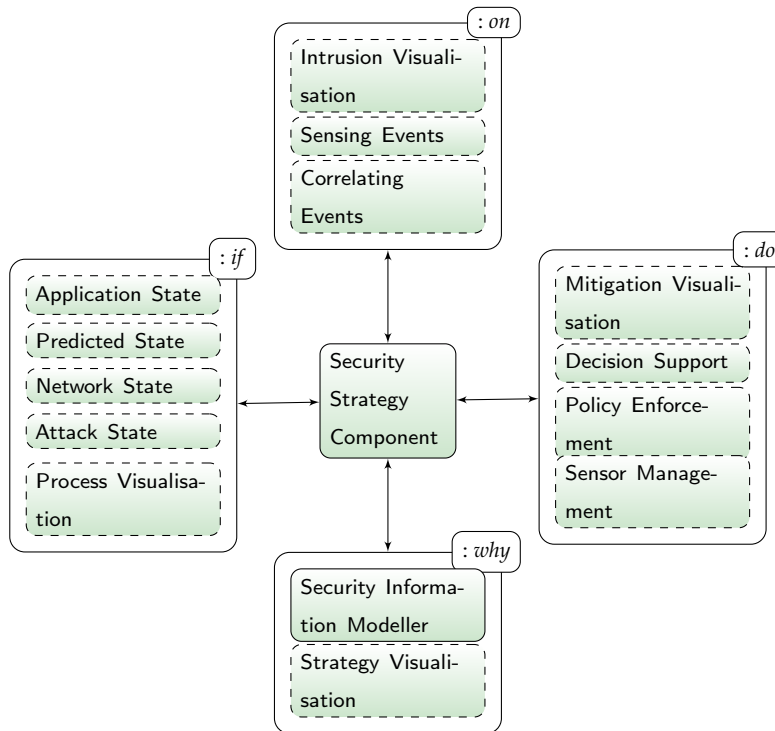 : on
Intrusion Visuali-
sation
Sensing Events
Correlating
Events
: if
Application State
Predicted State
Network State
Attack State
Process Visualisa-
tion
Security
Strategy
Component
: do
Mitigation Visuali-
sation
Decision Support
Policy Enforce-
ment
Sensor Manage-
ment
: why
Security Informa-
tion Modeller
Strategy Visuali-
sation